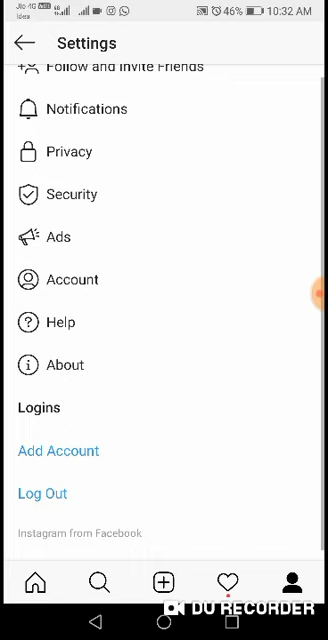 Jio 4G VoLTE 46% 10:32 AM
Idea
Settings
Follow and Invite Friends
Notifications
Privacy
Security
Ads
Account
Help
About
Logins
Add Account
Log Out
Instagram from Facebook
DU RECORDER